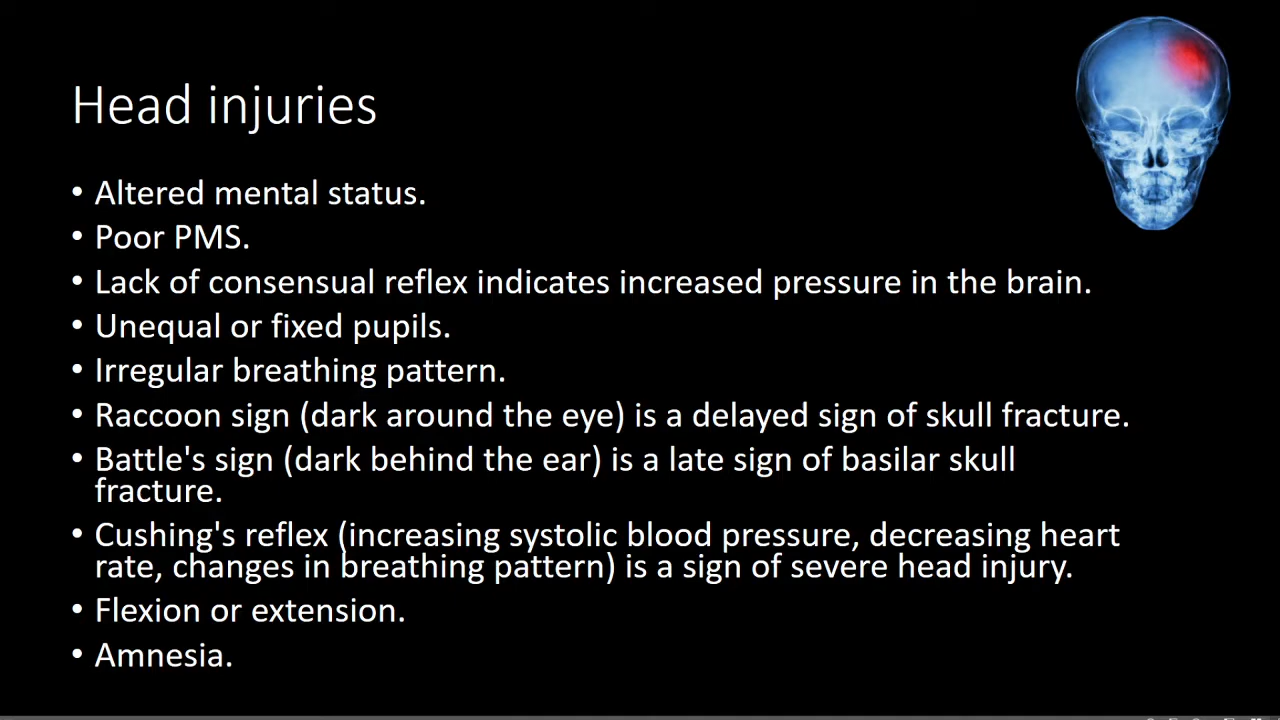 Head injuries
• Altered mental status.
• Poor PMS.
• Lack of consensual reflex indicates increased pressure in the brain.
• Unequal or fixed pupils.
• Irregular breathing pattern.
• Raccoon sign (dark around the eye) is a delayed sign of skull fracture.
• Battle's sign (dark behind the ear) is a late sign of basilar skull
fracture.
• Cushing's reflex (increasing systolic blood pressure, decreasing heart
rate, changes in breathing pattern) is a sign of severe head injury.
• Flexion or extension.
• Amnesia.